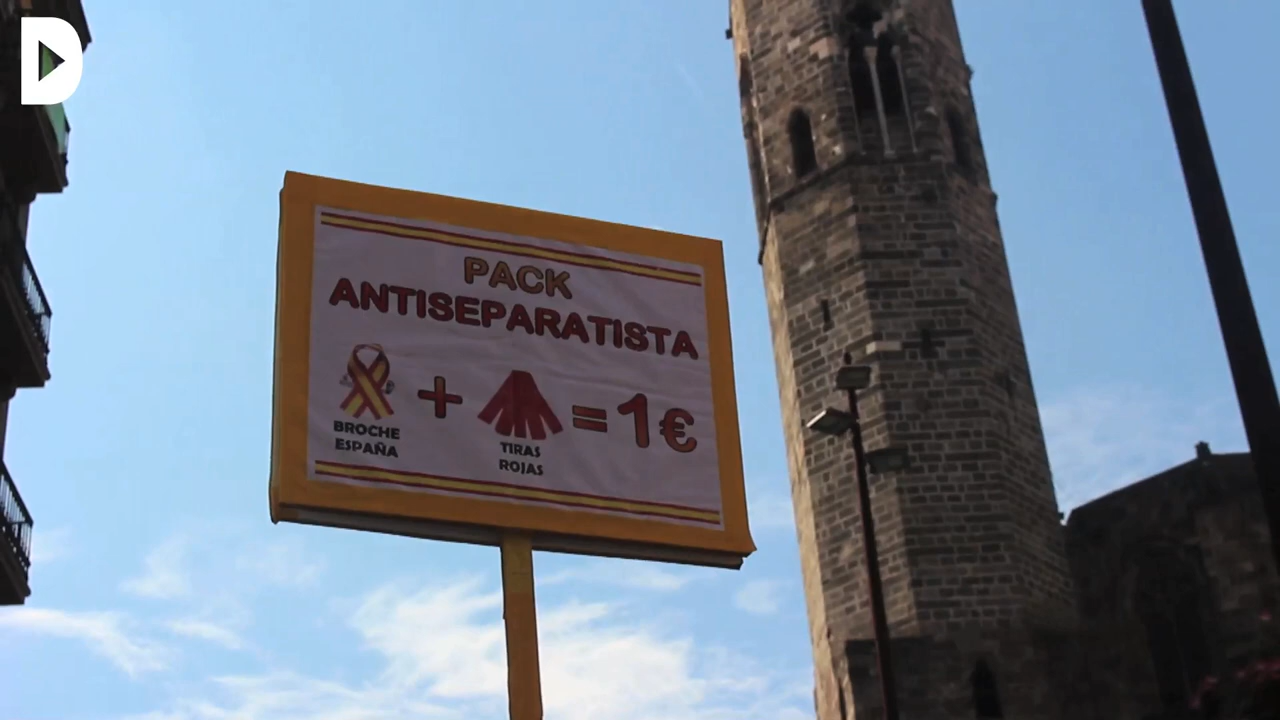 D
PACK
ANTISEPARATISTA
BROCHE
ESPAÑA
+
TIRAS
ROJAS
= 1€